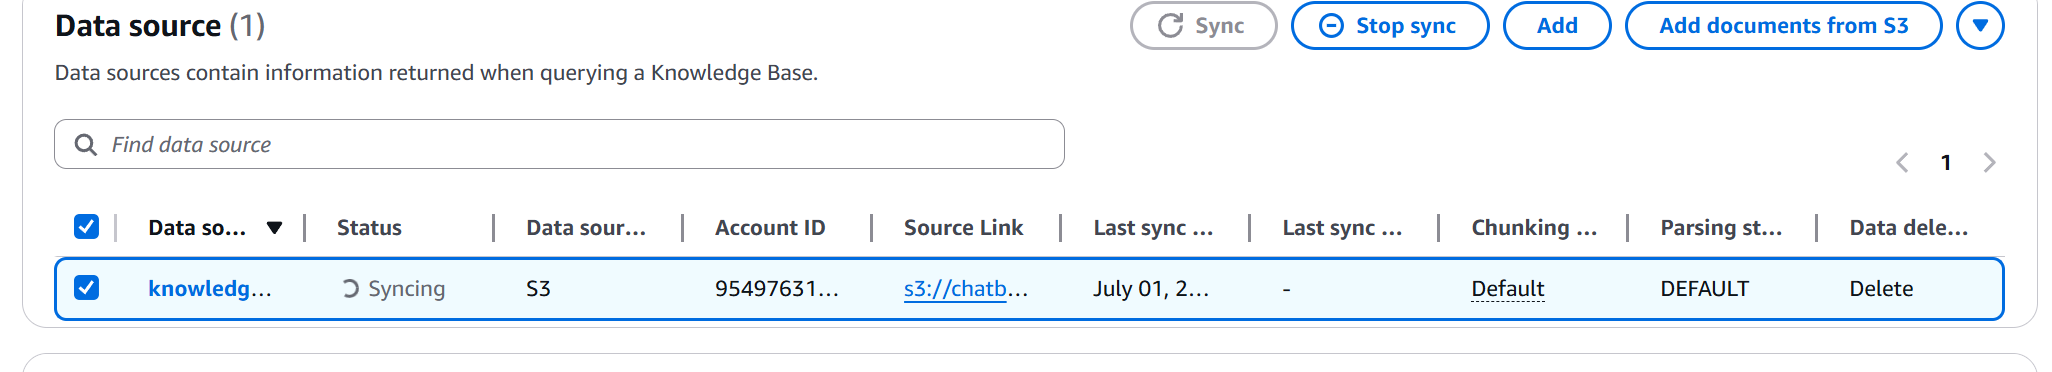 Data source (1)
Sync
Stop sync
Add
Add documents from S3
Data sources contain information returned when querying a Knowledge Base.
Find data source
1
Data so... Status Data sour... Account ID Source Link Last sync ... Last sync ... Chunking ... Parsing st... Data dele...
knowledg... Syncing S3 95497631... s3://chatb... July 01, 2... - Default DEFAULT Delete